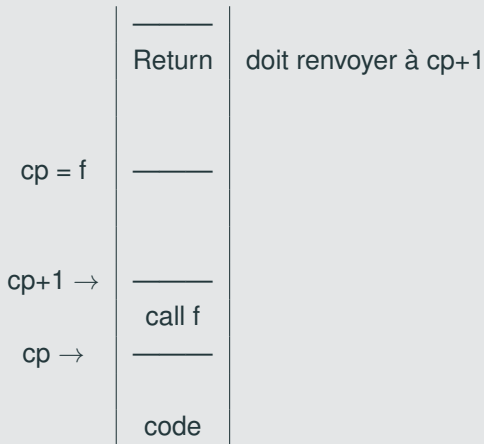 Return doit renvoyer à cp+1
cp = f
cp+1 →
call f
cp →
code